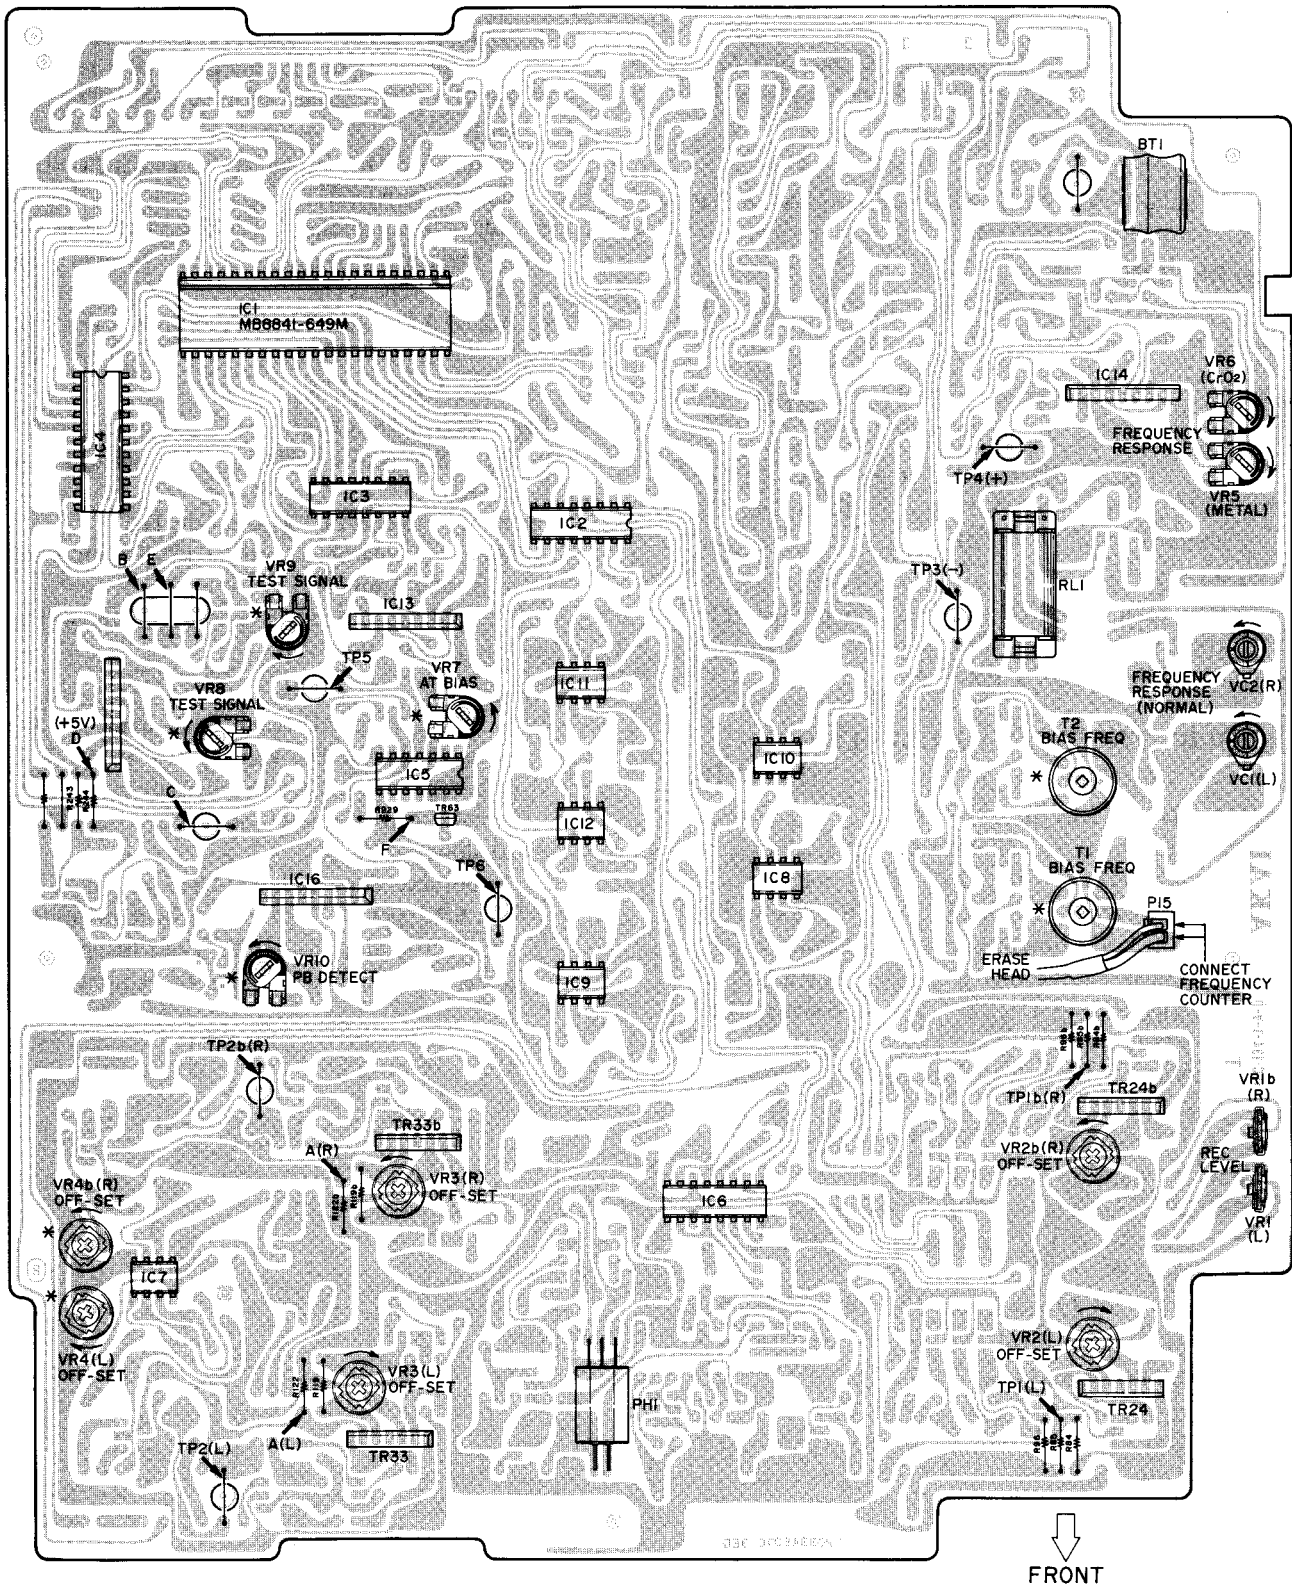 BT1
IC1
MB8841-649M
IC14
VR6
(CrO2)
FREQUENCY
RESPONSE
IC4
TP4(+)
VR5
(METAL)
IC3
IC2
B E
VR9
TEST SIGNAL
*
TP3(−)
RL1
IC13
TP5
VR7
AT BIAS
*
IC11
VC2(R)
FREQUENCY
RESPONSE
(NORMAL)
VR8
TEST SIGNAL
*
(+5V)
D
T2
BIAS FREQ
*
IC10
IC5
VC1(L)
R243
C
R229
TR63
F
IC12
TP6
T1
BIAS FREQ
*
IC8
IC16
P15
ERASE
HEAD
CONNECT
FREQUENCY
COUNTER
VR10
PB DETECT
*
IC9
TP2b(R)
TP1b(R)
TR24b
VR1b
(R)
TR33b
A(R)
VR3(R)
OFF-SET
VR2b(R)
OFF-SET
REC
LEVEL
VR4b(R)
OFF-SET
*
IC6
VR1
(L)
IC7
*
VR4(L)
OFF-SET
VR2(L)
OFF-SET
VR3(L)
OFF-SET
R122
PH1
TP1(L)
TR24
A(L)
TP2(L)
TR33
FRONT